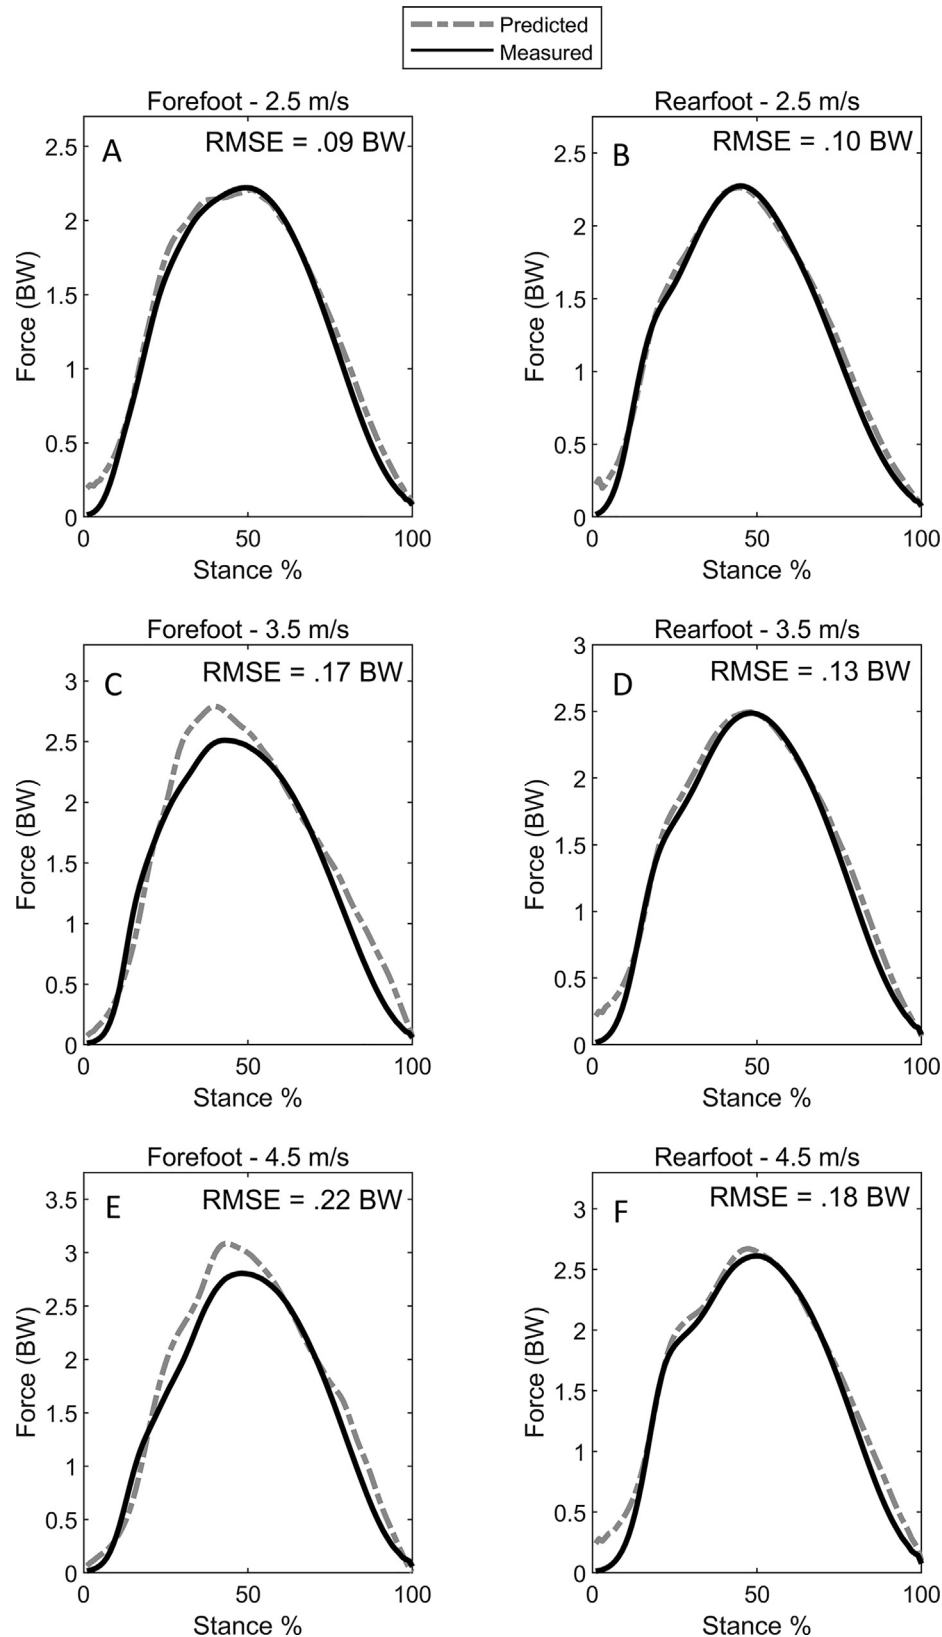 Predicted
Measured
Forefoot - 2.5 m/s
A
RMSE = .09 BW
2.5
2
1.5
1
0.5
0
Force (BW)
0
50
100
Stance %
Rearfoot - 2.5 m/s
B
RMSE = .10 BW
2.5
2
1.5
1
0.5
0
Force (BW)
0
50
100
Stance %
Forefoot - 3.5 m/s
C
RMSE = .17 BW
3
2.5
2
1.5
1
0.5
0
Force (BW)
0
50
100
Stance %
Rearfoot - 3.5 m/s
D
RMSE = .13 BW
3
2.5
2
1.5
1
0.5
0
Force (BW)
0
50
100
Stance %
Forefoot - 4.5 m/s
E
RMSE = .22 BW
3.5
3
2.5
2
1.5
1
0.5
0
Force (BW)
0
50
100
Stance %
Rearfoot - 4.5 m/s
F
RMSE = .18 BW
3
2.5
2
1.5
1
0.5
0
Force (BW)
0
50
100
Stance %